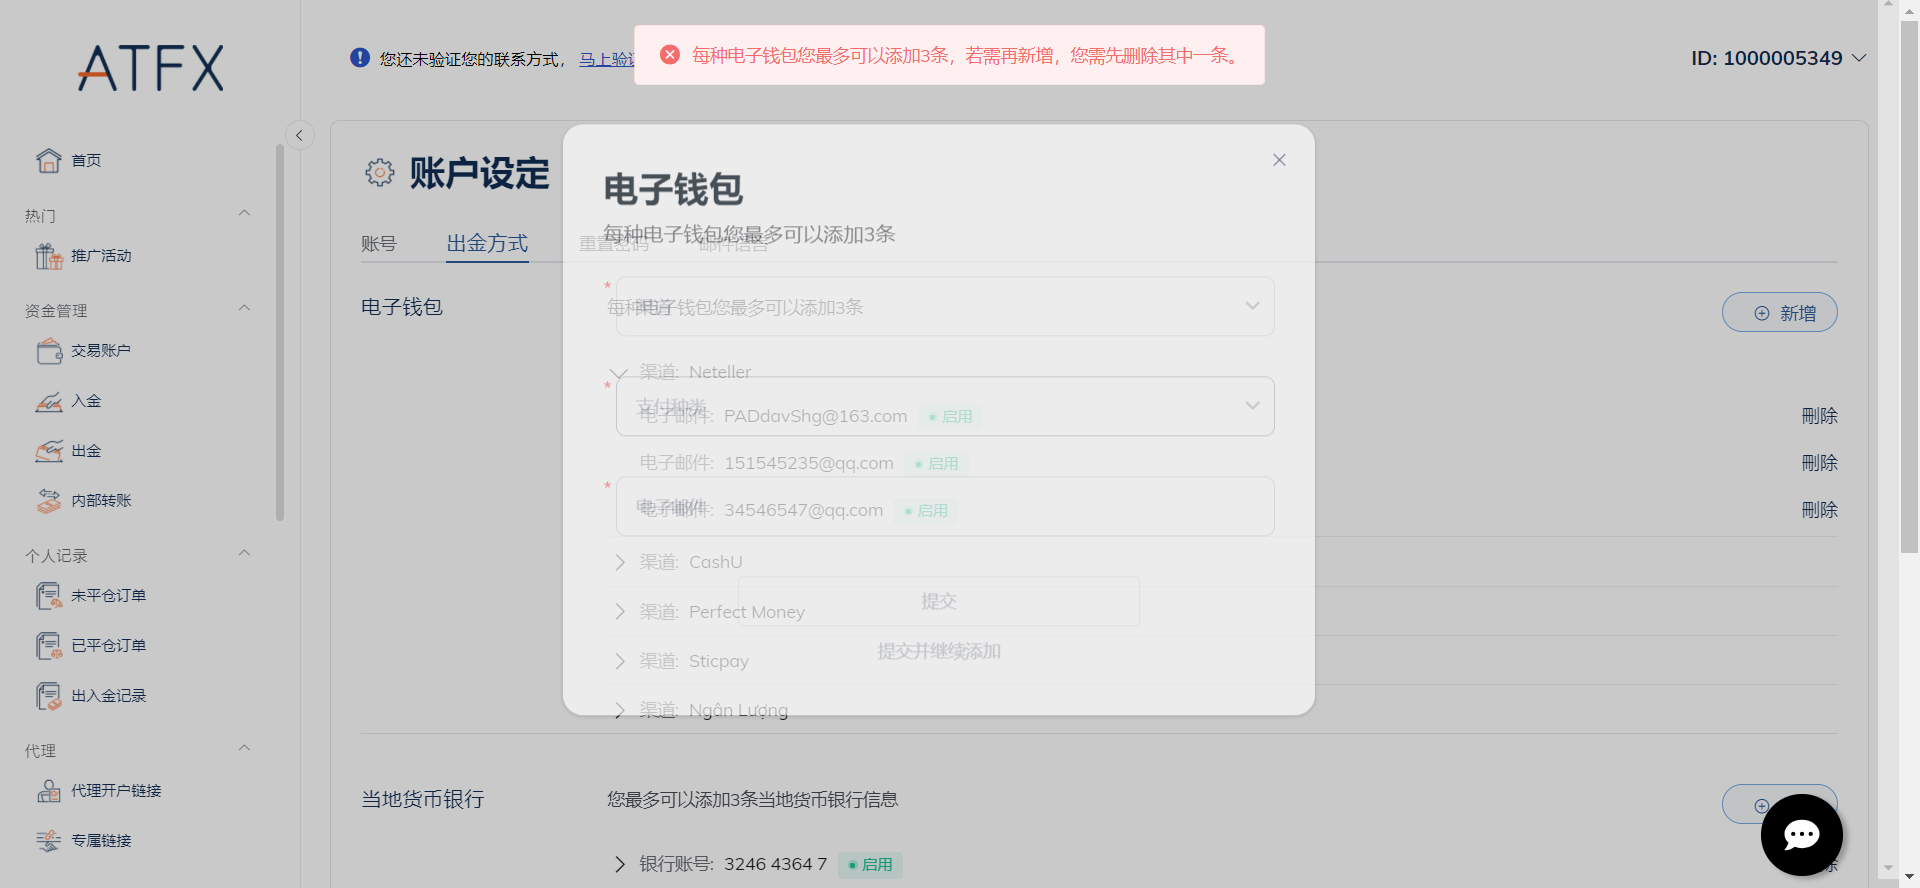 ATFX
首页
热门
推广活动
资金管理
交易账户
入金
出金
内部转账
个人记录
未平仓订单
已平仓订单
出入金记录
代理
代理开户链接
专属链接
您还未验证您的联系方式， 马上验
每种电子钱包您最多可以添加3条，若需再新增，您需先删除其中一条。
ID: 1000005349
账户设定
账号
出金方式
重置密码
邮件语言
电子钱包
每种电子钱包您最多可以添加3条
新增
渠道: Neteller
电子邮件: PADdavShg@163.com 启用 刪除
电子邮件: 151545235@qq.com 启用 刪除
电子邮件: 34546547@qq.com 启用 刪除
渠道: CashU
渠道: Perfect Money
渠道: Sticpay
渠道: Ngân Lượng
电子钱包
每种电子钱包您最多可以添加3条
* 渠道
* 支付种类
* 电子邮件
提交
提交并继续添加
当地货币银行
您最多可以添加3条当地货币银行信息
银行账号: 3246 4364 7 启用